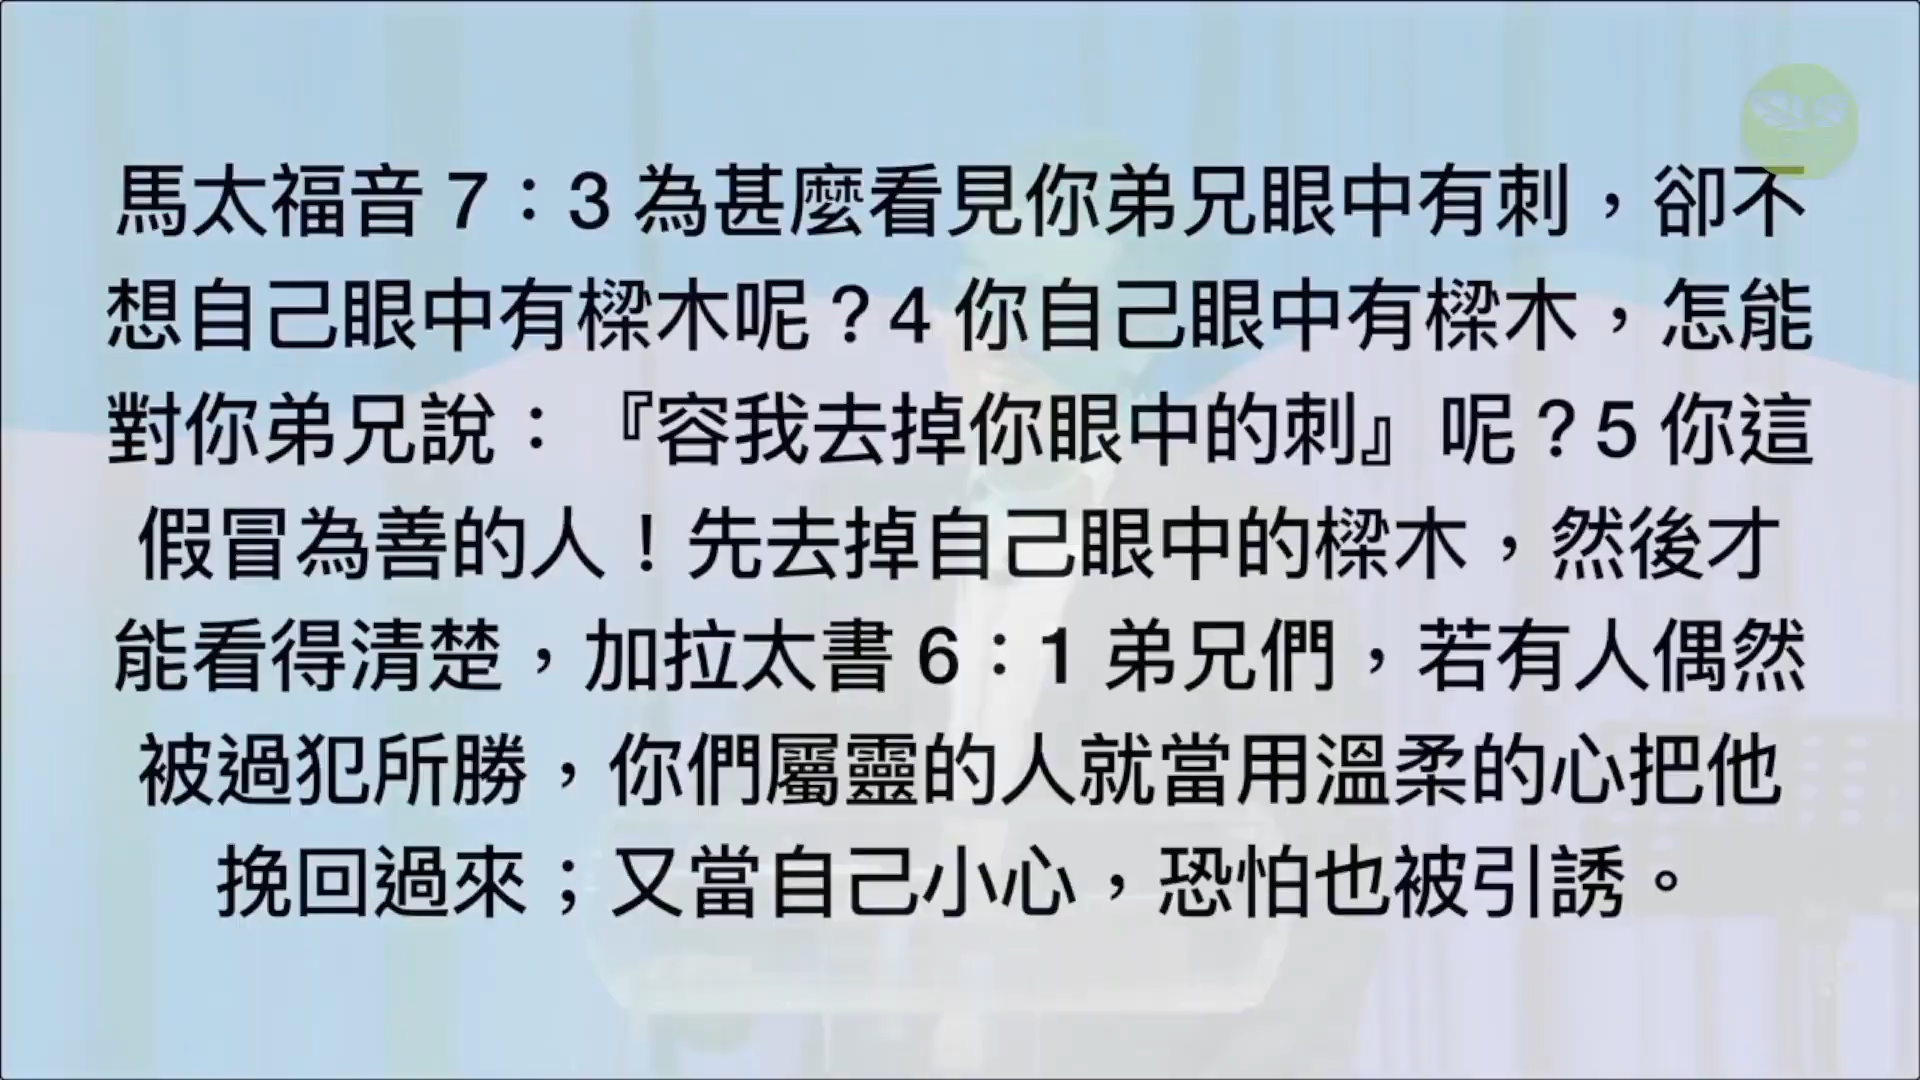 馬太福音 7：3 為甚麼看見你弟兄眼中有刺，卻不
想自己眼中有樑木呢？4 你自己眼中有樑木，怎能
對你弟兄說：『容我去掉你眼中的刺』呢？5 你這
假冒為善的人！先去掉自己眼中的樑木，然後才
能看得清楚，加拉太書 6：1 弟兄們，若有人偶然
被過犯所勝，你們屬靈的人就當用溫柔的心把他
挽回過來；又當自己小心，恐怕也被引誘。